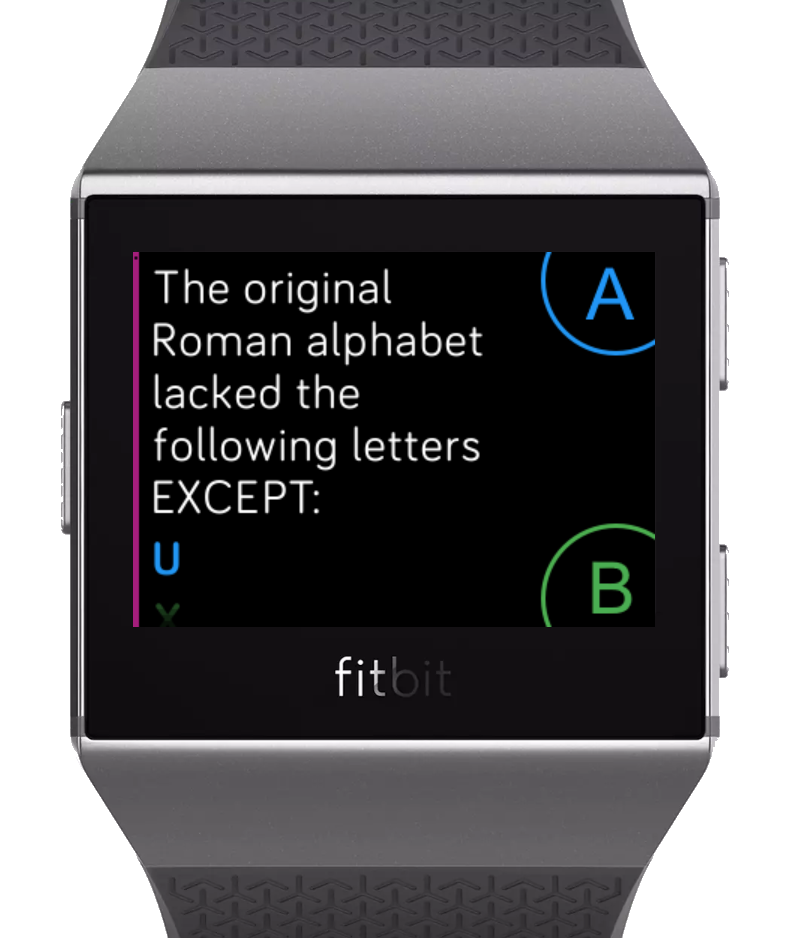 The original
Roman alphabet
lacked the
following letters
EXCEPT:
U
X
A
B
fitbit